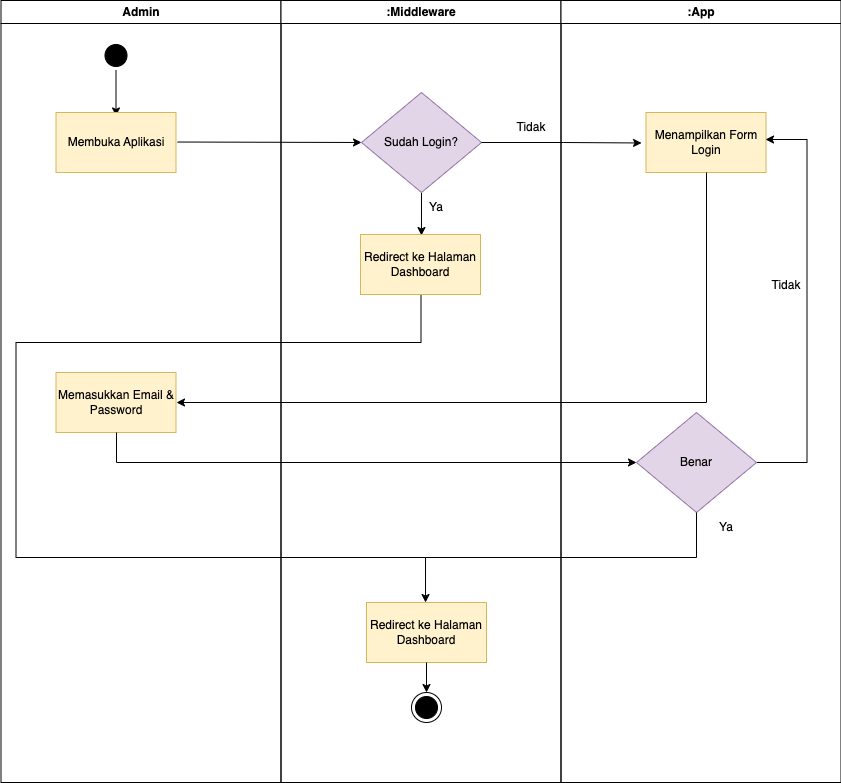 Admin
:Middleware
:App
Membuka Aplikasi
Sudah Login?
Tidak
Menampilkan Form
Login
Ya
Redirect ke Halaman
Dashboard
Tidak
Memasukkan Email &
Password
Benar
Ya
Redirect ke Halaman
Dashboard